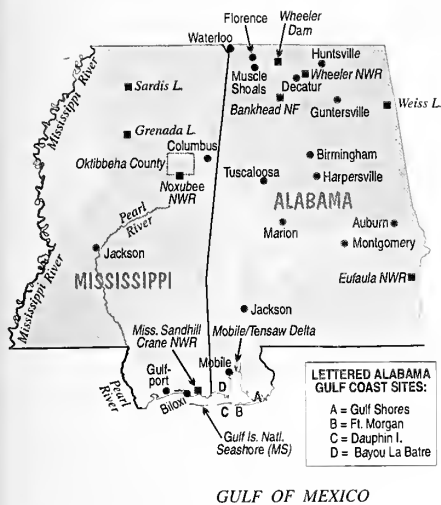 Florence
Wheeler
Dam
Waterloo
Huntsville
Mississippi River
Sardis L.
Muscle
Shoals
Wheeler NWR
Decatur
Bankhead NF
Guntersville
Weiss L.
Grenada L.
Columbus
Oktibbeha County
Birmingham
Noxubee
NWR
Tuscaloosa
Harpersville
ALABAMA
Pearl
River
Marion
Auburn
Montgomery
Jackson
MISSISSIPPI
Eufaula NWR
Mississippi River
Jackson
Miss. Sandhill
Crane NWR
Mobile/Tensaw Delta
Mobile
Pearl
River
Gulf-
port
Biloxi
D
A
C
B
Gulf Is. Natl.
Seashore (MS)
LETTERED ALABAMA
GULF COAST SITES:
A = Gulf Shores
B = Ft. Morgan
C = Dauphin I.
D = Bayou La Batre
GULF OF MEXICO